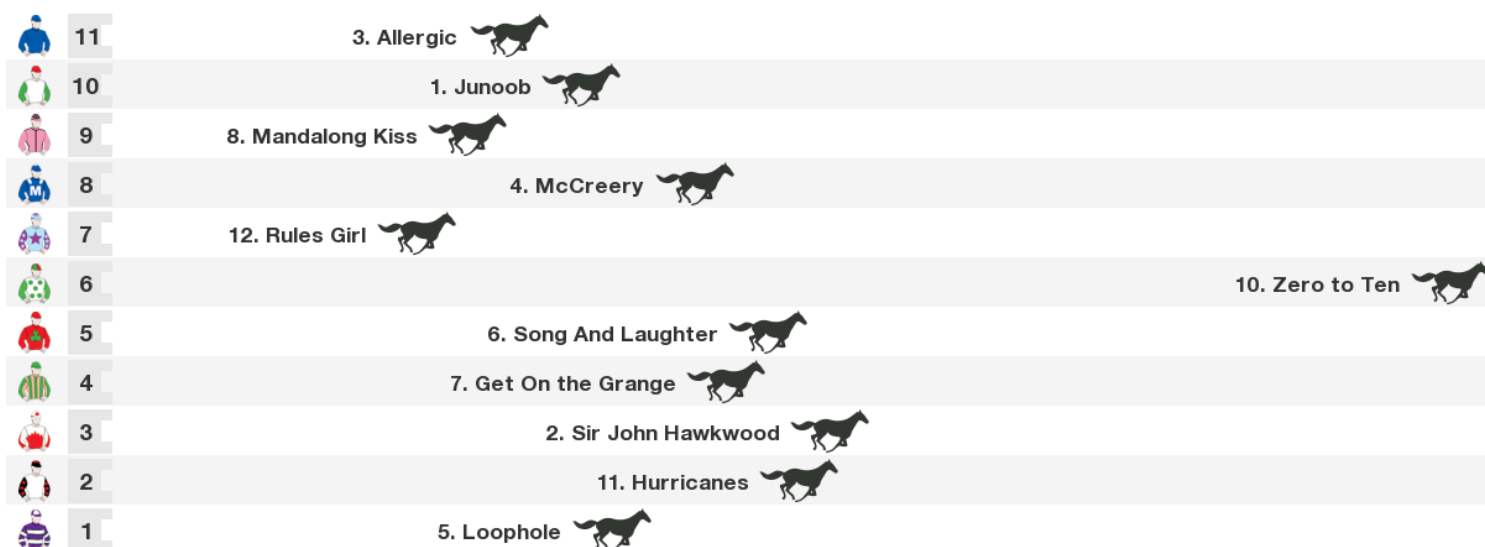 11 3. Allergic
10 1. Junoob
9 8. Mandalong Kiss
8 M 4. McCreery
7 12. Rules Girl
6 10. Zero to Ten
5 6. Song And Laughter
4 7. Get On the Grange
3 2. Sir John Hawkwood
2 11. Hurricanes
1 5. Loophole